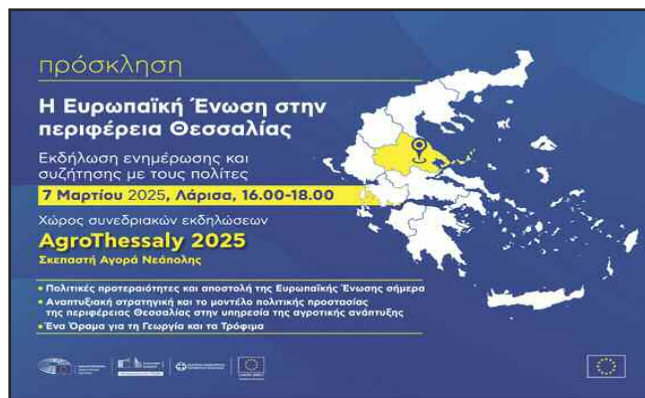 πρόσκληση
Η Ευρωπαϊκή Ένωση στην
περιφέρεια Θεσσαλίας
Εκδήλωση ενημέρωσης και
συζήτησης με τους πολίτες
7 Μαρτίου 2025, Λάρισα, 16.00-18.00
Χώρος συνεδριακών εκδηλώσεων
AgroThessaly 2025
Σκεπαστή Αγορά Νεάπολης
• Πολιτικές προτεραιότητες και αποστολή της Ευρωπαϊκής Ένωσης σήμερα
• Αναπτυξιακή στρατηγική και το μοντέλο πολιτικής προστασίας
της περιφέρειας Θεσσαλίας στην υπηρεσία της αγροτικής ανάπτυξης
• Ένα Όραμα για τη Γεωργία και τα Τρόφιμα